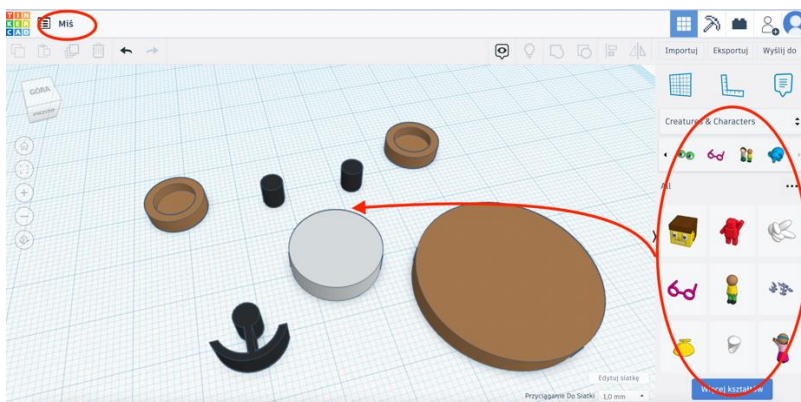 TIN
KER
CAD
Miś
Importuj
Eksportuj
Wyślij do
GÓRA
Creatures & Characters
All
Edytuj siatkę
Przyciąganie Do Siatki
1,0 mm
Więcej kształtów